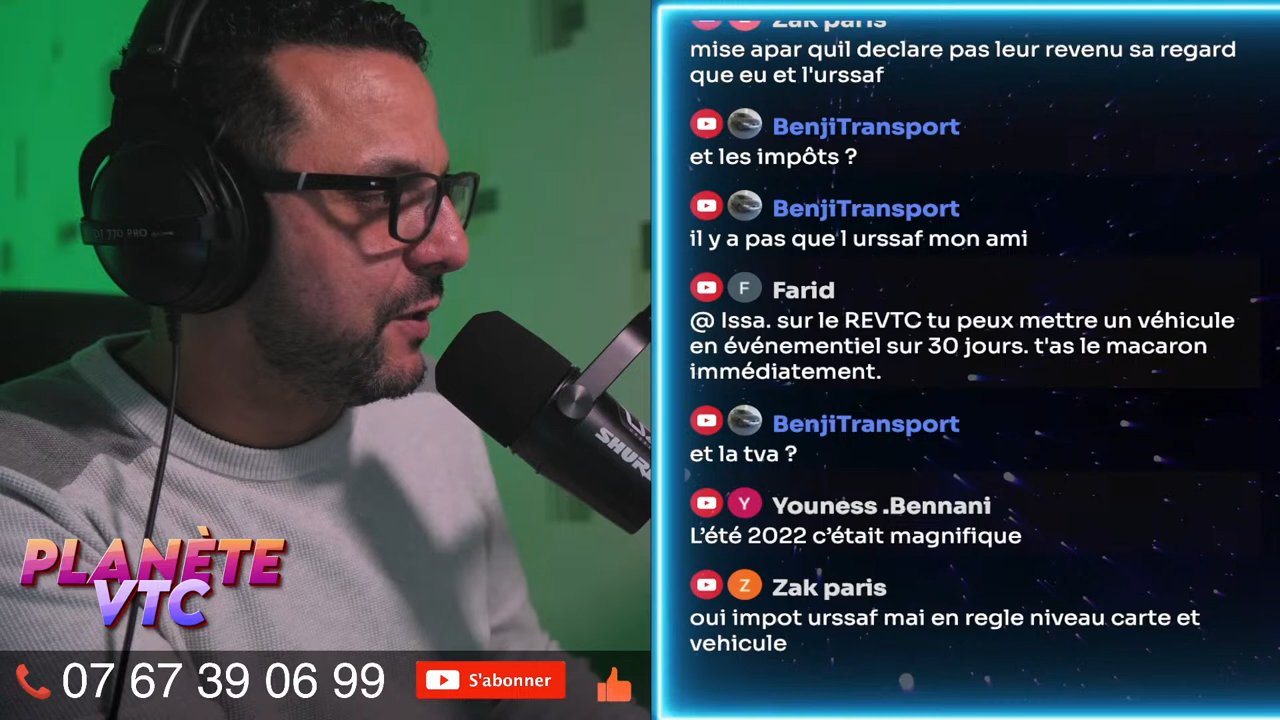 Zak paris
mise apar quil declare pas leur revenu sa regard
que eu et l'urssaf
BenjiTransport
et les impôts ?
BenjiTransport
il y a pas que l urssaf mon ami
F Farid
@ Issa. sur le REVTC tu peux mettre un véhicule
en événementiel sur 30 jours. t'as le macaron
immédiatement.
BenjiTransport
et la tva ?
Y Youness .Bennani
L'été 2022 c'était magnifique
Z Zak paris
oui impot urssaf mai en regle niveau carte et
vehicule
PLANÈTE
VTC
07 67 39 06 99
S'abonner
SHUR